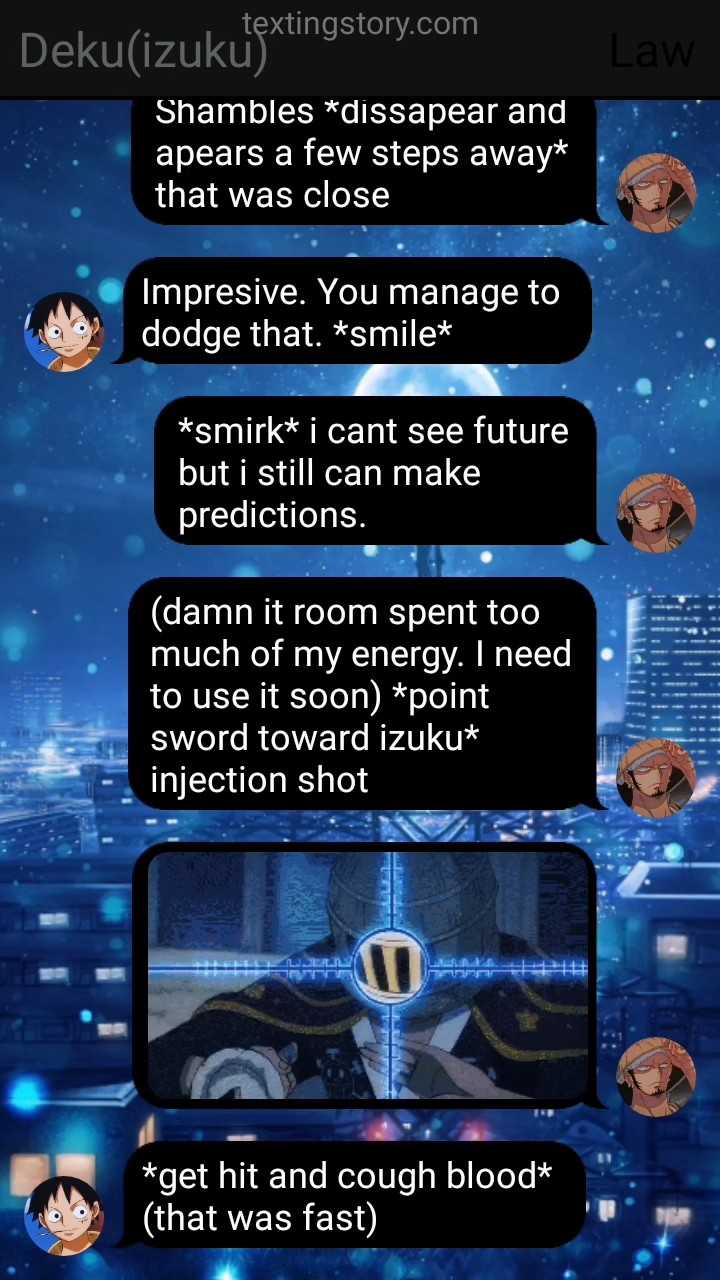 textingstory.com
Deku(izuku)
Law
Shambles *dissapear and
apears a few steps away*
that was close
Impresive. You manage to
dodge that. *smile*
*smirk* i cant see future
but i still can make
predictions.
(damn it room spent too
much of my energy. I need
to use it soon) *point
sword toward izuku*
injection shot
*get hit and cough blood*
(that was fast)